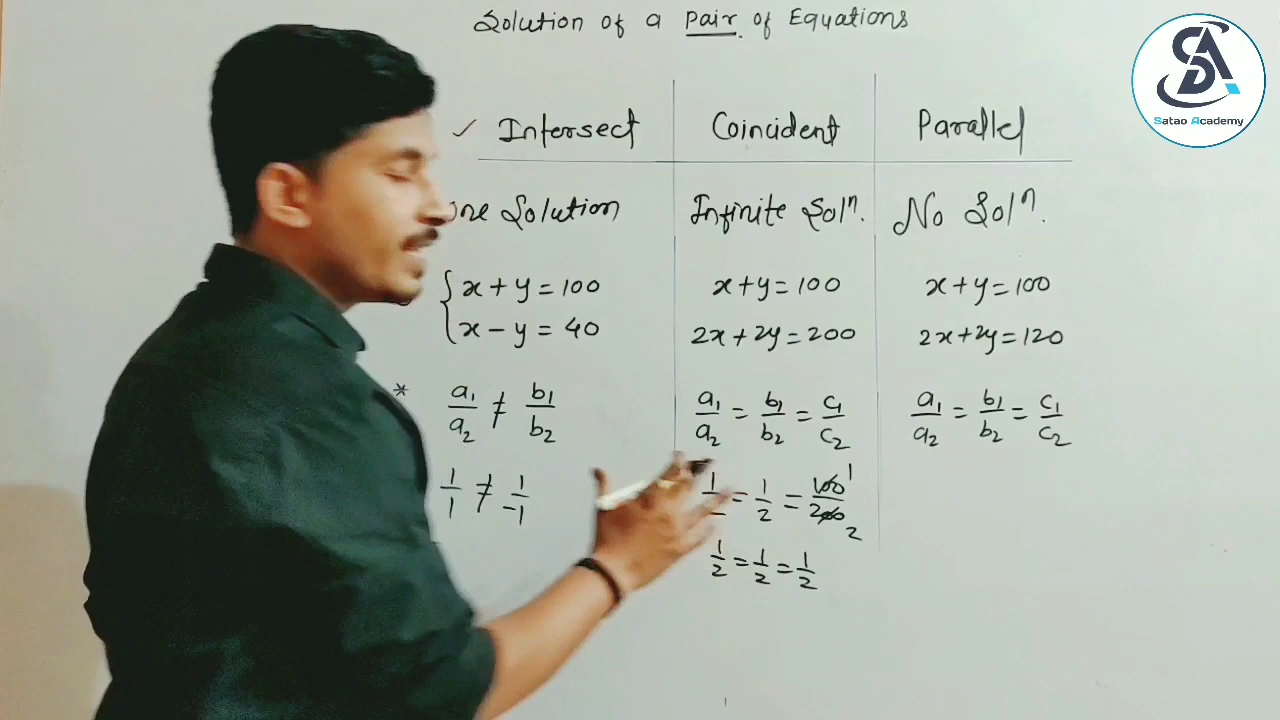 Solution of a Pair of Equations
SDA
Satao Academy
✓ Intersect Coincident Parallel
one Solution Infinite Solⁿ. No Solⁿ.
x + y = 100 x+y = 100 x + y = 100
x - y = 40 2x + 2y = 200 2x + 2y = 120
* a₁/a₂ ≠ b₁/b₂ a₁/a₂ = b₁/b₂ = c₁/c₂ a₁/a₂ = b₁/b₂ = c₁/c₂
1/1 ≠ 1/-1 1/ = 1/2 = 100/200 1/2
1/2 = 1/2 = 1/2